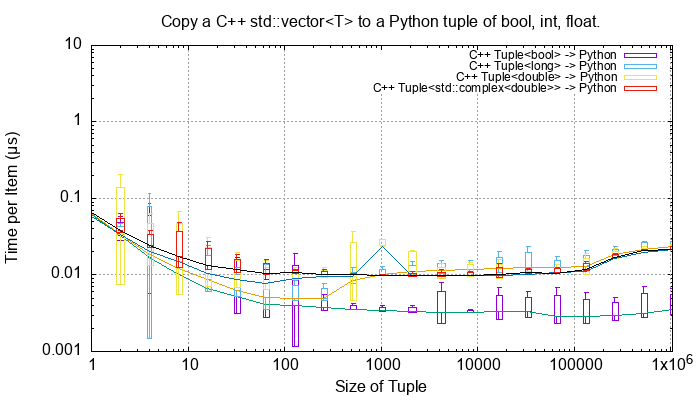 Copy a C++ std::vector<T> to a Python tuple of bool, int, float.
10
C++ Tuple<bool> -> Python
C++ Tuple<long> -> Python
C++ Tuple<double> -> Python
C++ Tuple<std::complex<double>> -> Python
1
0.1
0.01
0.001
Time per Item (µs)
1 10 100 1000 10000 100000 1x10⁶
Size of Tuple